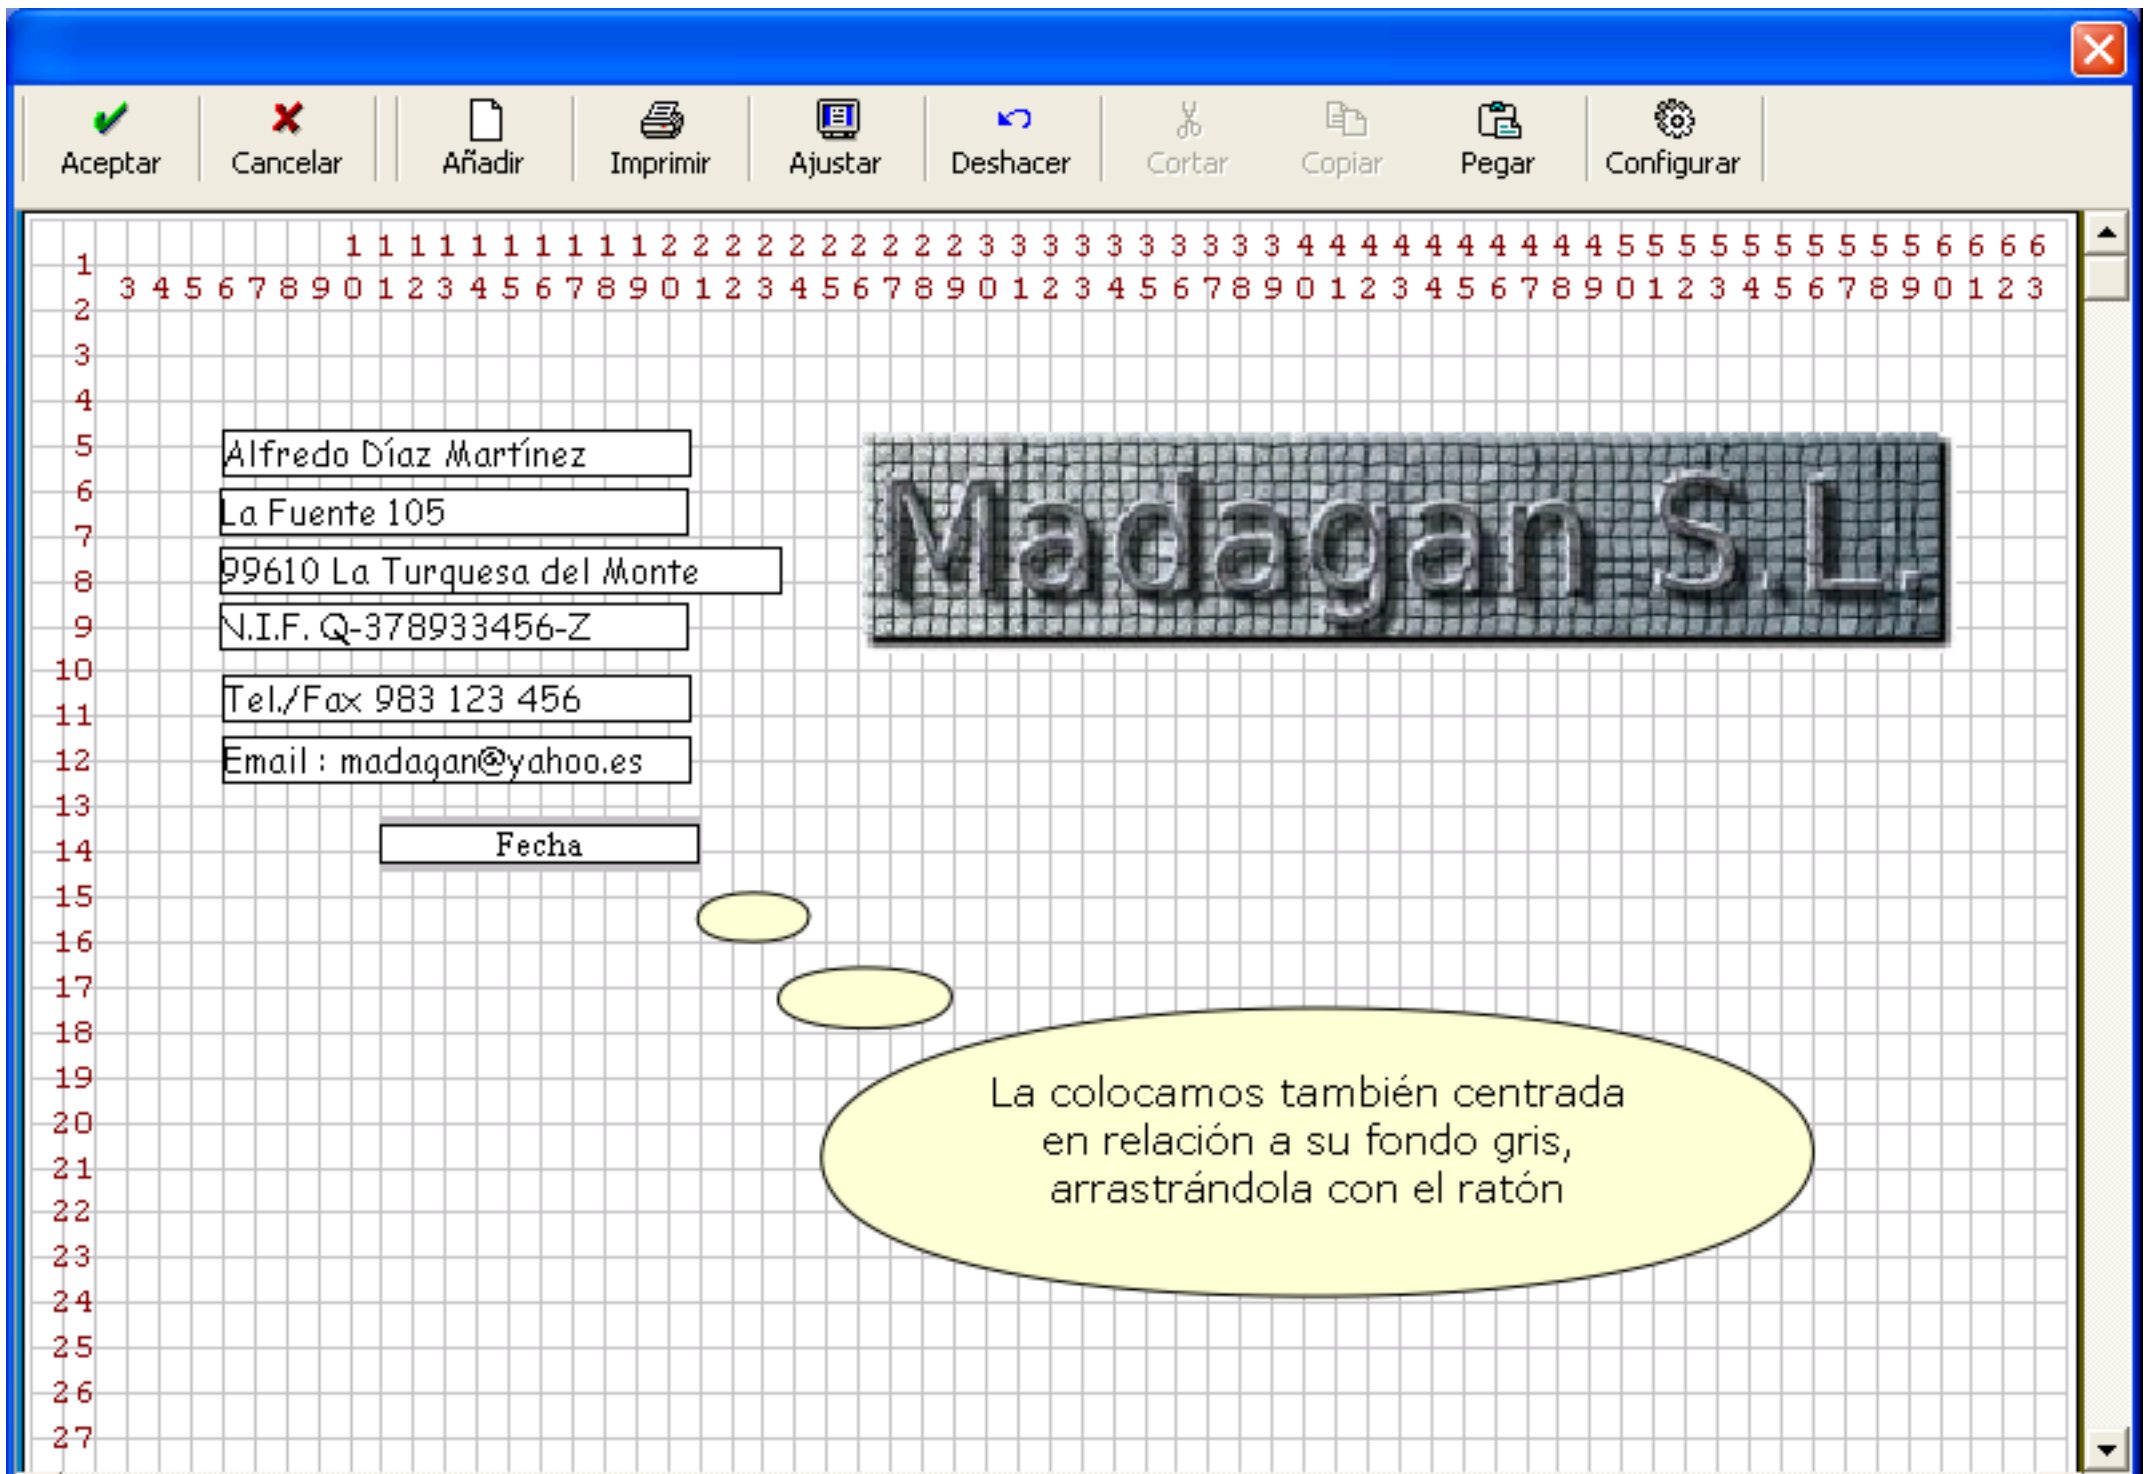 Aceptar Cancelar Añadir Imprimir Ajustar Deshacer Cortar Copiar Pegar Configurar
1 1 1 1 1 1 1 1 1 1 2 2 2 2 2 2 2 2 2 2 3 3 3 3 3 3 3 3 3 3 4 4 4 4 4 4 4 4 4 4 5 5 5 5 5 5 5 5 5 5 6 6 6 6
3 4 5 6 7 8 9 0 1 2 3 4 5 6 7 8 9 0 1 2 3 4 5 6 7 8 9 0 1 2 3 4 5 6 7 8 9 0 1 2 3 4 5 6 7 8 9 0 1 2 3 4 5 6 7 8 9 0 1 2 3
1
2
3
4
5
6
7
8
9
10
11
12
13
14
15
16
17
18
19
20
21
22
23
24
25
26
27
Alfredo Díaz Martínez
La Fuente 105
99610 La Turquesa del Monte
N.I.F. Q-378933456-Z
Tel./Fax 983 123 456
Email : madagan@yahoo.es
Fecha
Madagan S.L.
La colocamos también centrada
en relación a su fondo gris,
arrastrándola con el ratón